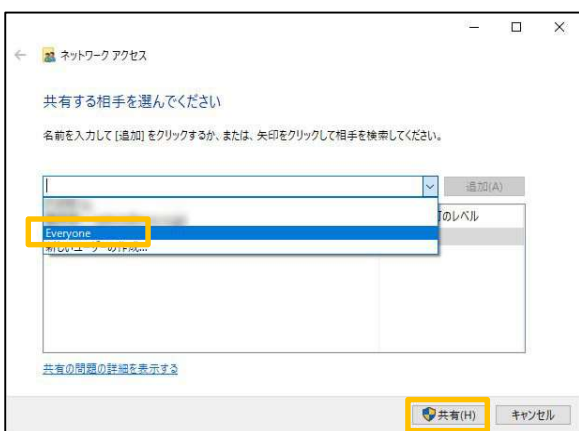 ネットワーク アクセス
共有する相手を選んでください
名前を入力して [追加] をクリックするか、または、矢印をクリックして相手を検索してください。
追加(A)
のレベル
Everyone
新しいユーザーの作成...
共有の問題の詳細を表示する
共有(H)
キャンセル